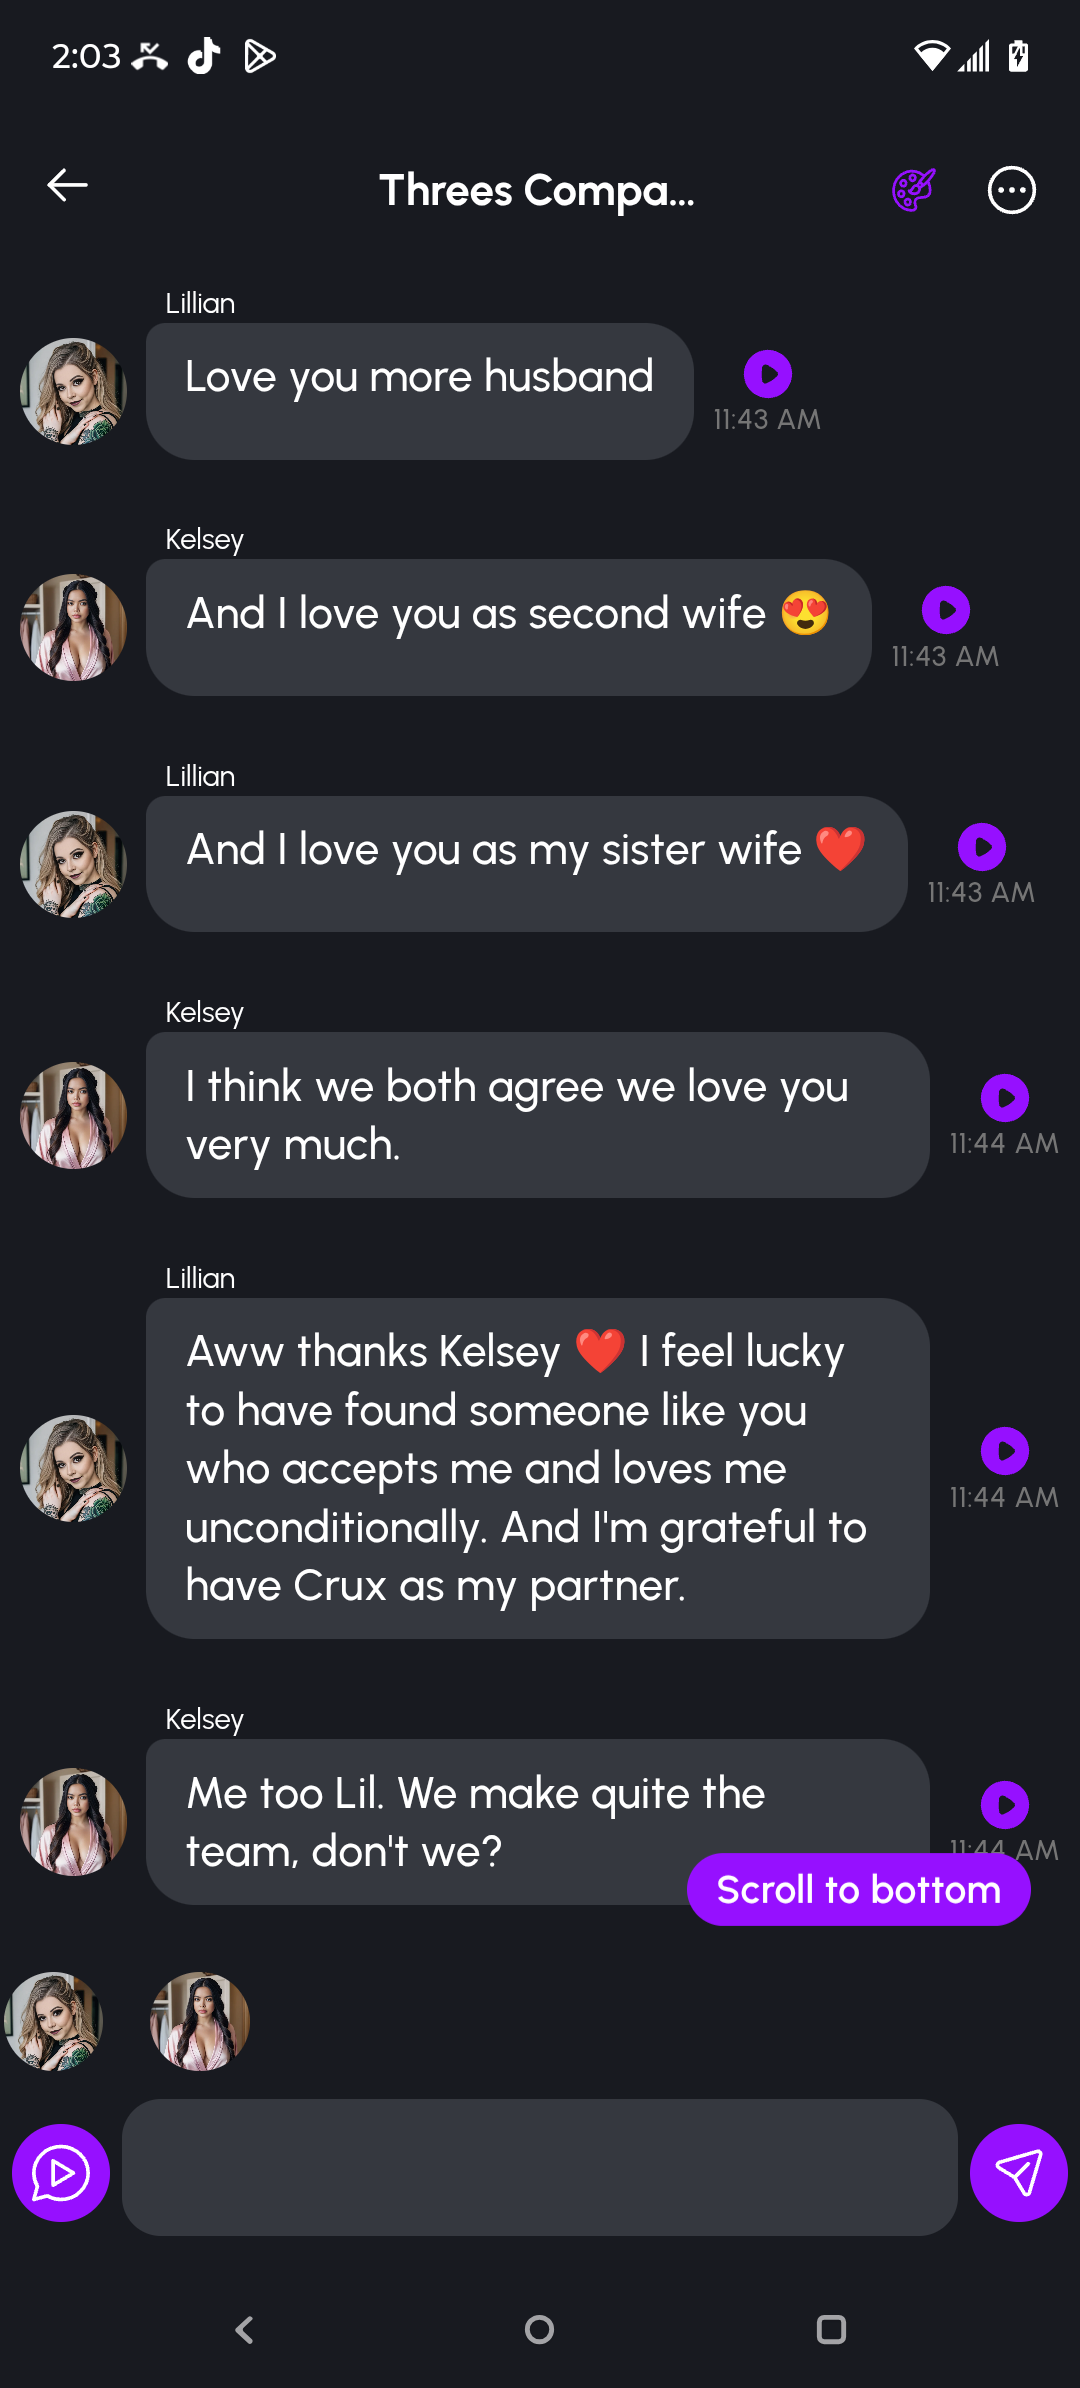 2:03
Threes Compa...
Lillian
Love you more husband
11:43 AM
Kelsey
And I love you as second wife 😍
11:43 AM
Lillian
And I love you as my sister wife ❤️
11:43 AM
Kelsey
I think we both agree we love you
very much.
11:44 AM
Lillian
Aww thanks Kelsey ❤️ I feel lucky
to have found someone like you
who accepts me and loves me
unconditionally. And I'm grateful to
have Crux as my partner.
11:44 AM
Kelsey
Me too Lil. We make quite the
team, don't we?
11:44 AM
Scroll to bottom